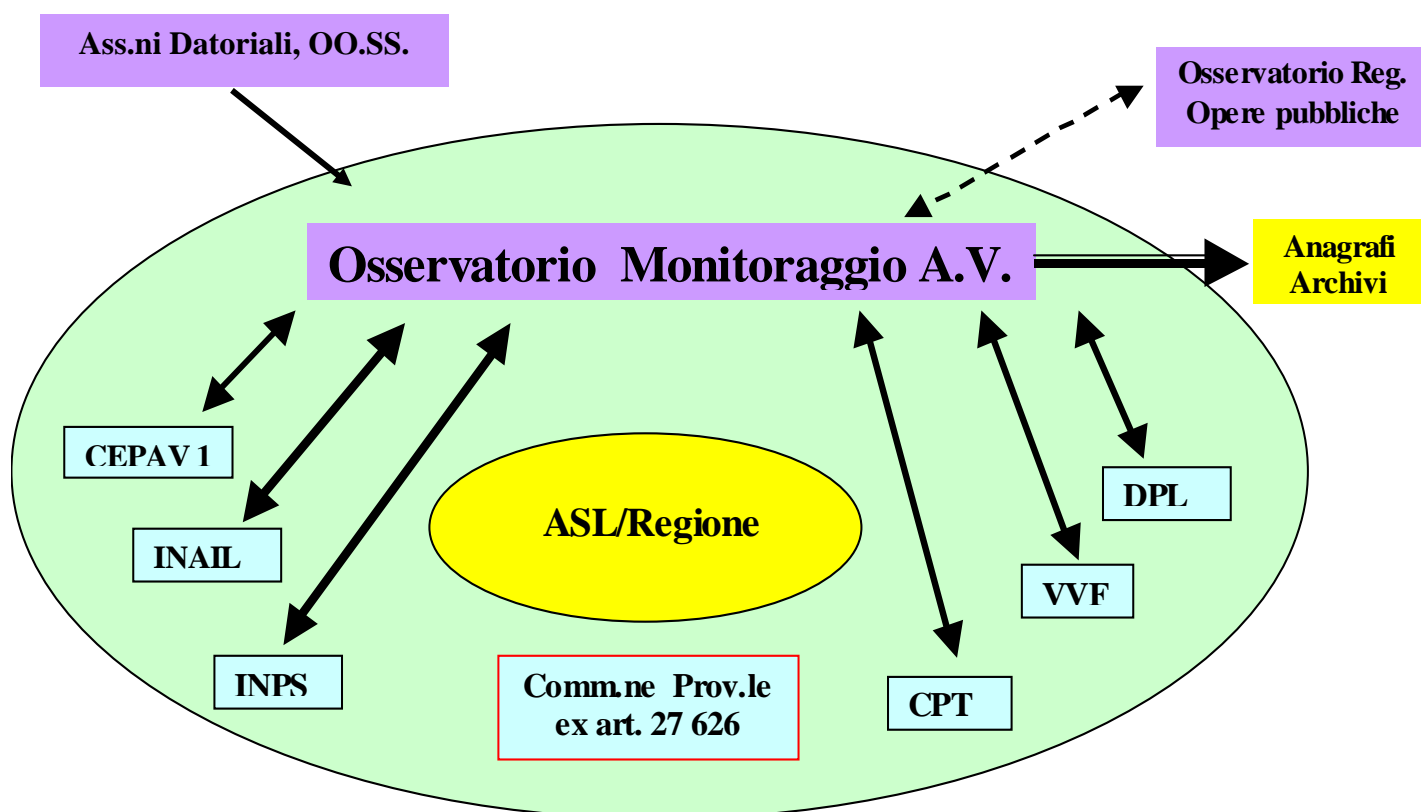 Ass.ni Datoriali, OO.SS.
Osservatorio Reg.
Opere pubbliche
Osservatorio Monitoraggio A.V.
Anagrafi
Archivi
CEPAV 1
DPL
ASL/Regione
INAIL
VVF
INPS
Comm.ne Prov.le
ex art. 27 626
CPT